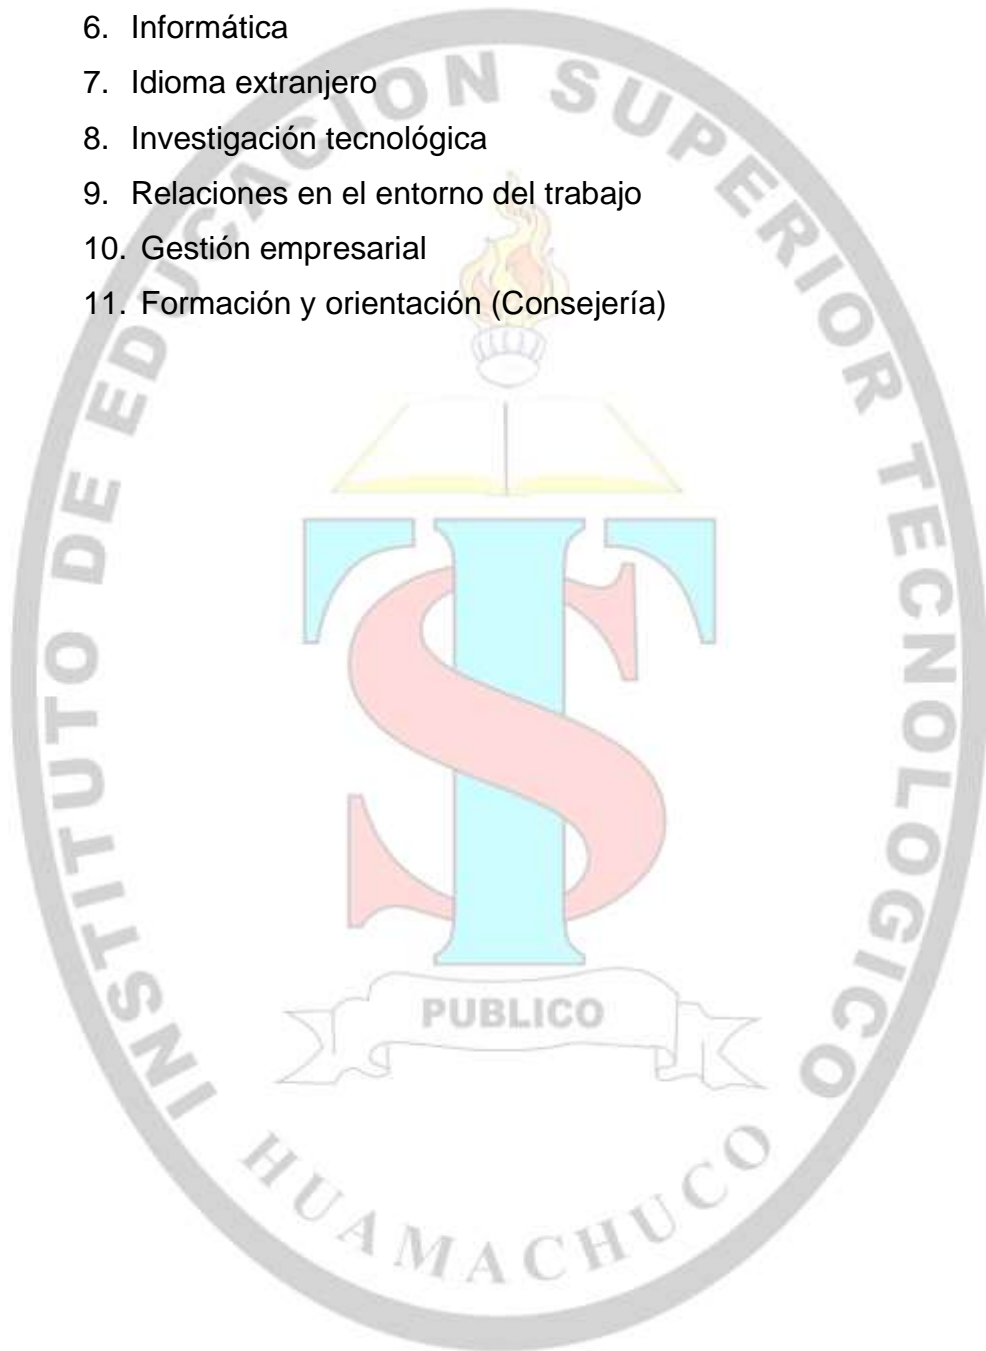 6. Informática
7. Idioma extranjero
8. Investigación tecnológica
9. Relaciones en el entorno del trabajo
10. Gestión empresarial
11. Formación y orientación (Consejería)
INSTITUTO DE EDUCACION SUPERIOR TECNOLOGICO
TSI
PUBLICO
HUAMACHUCO